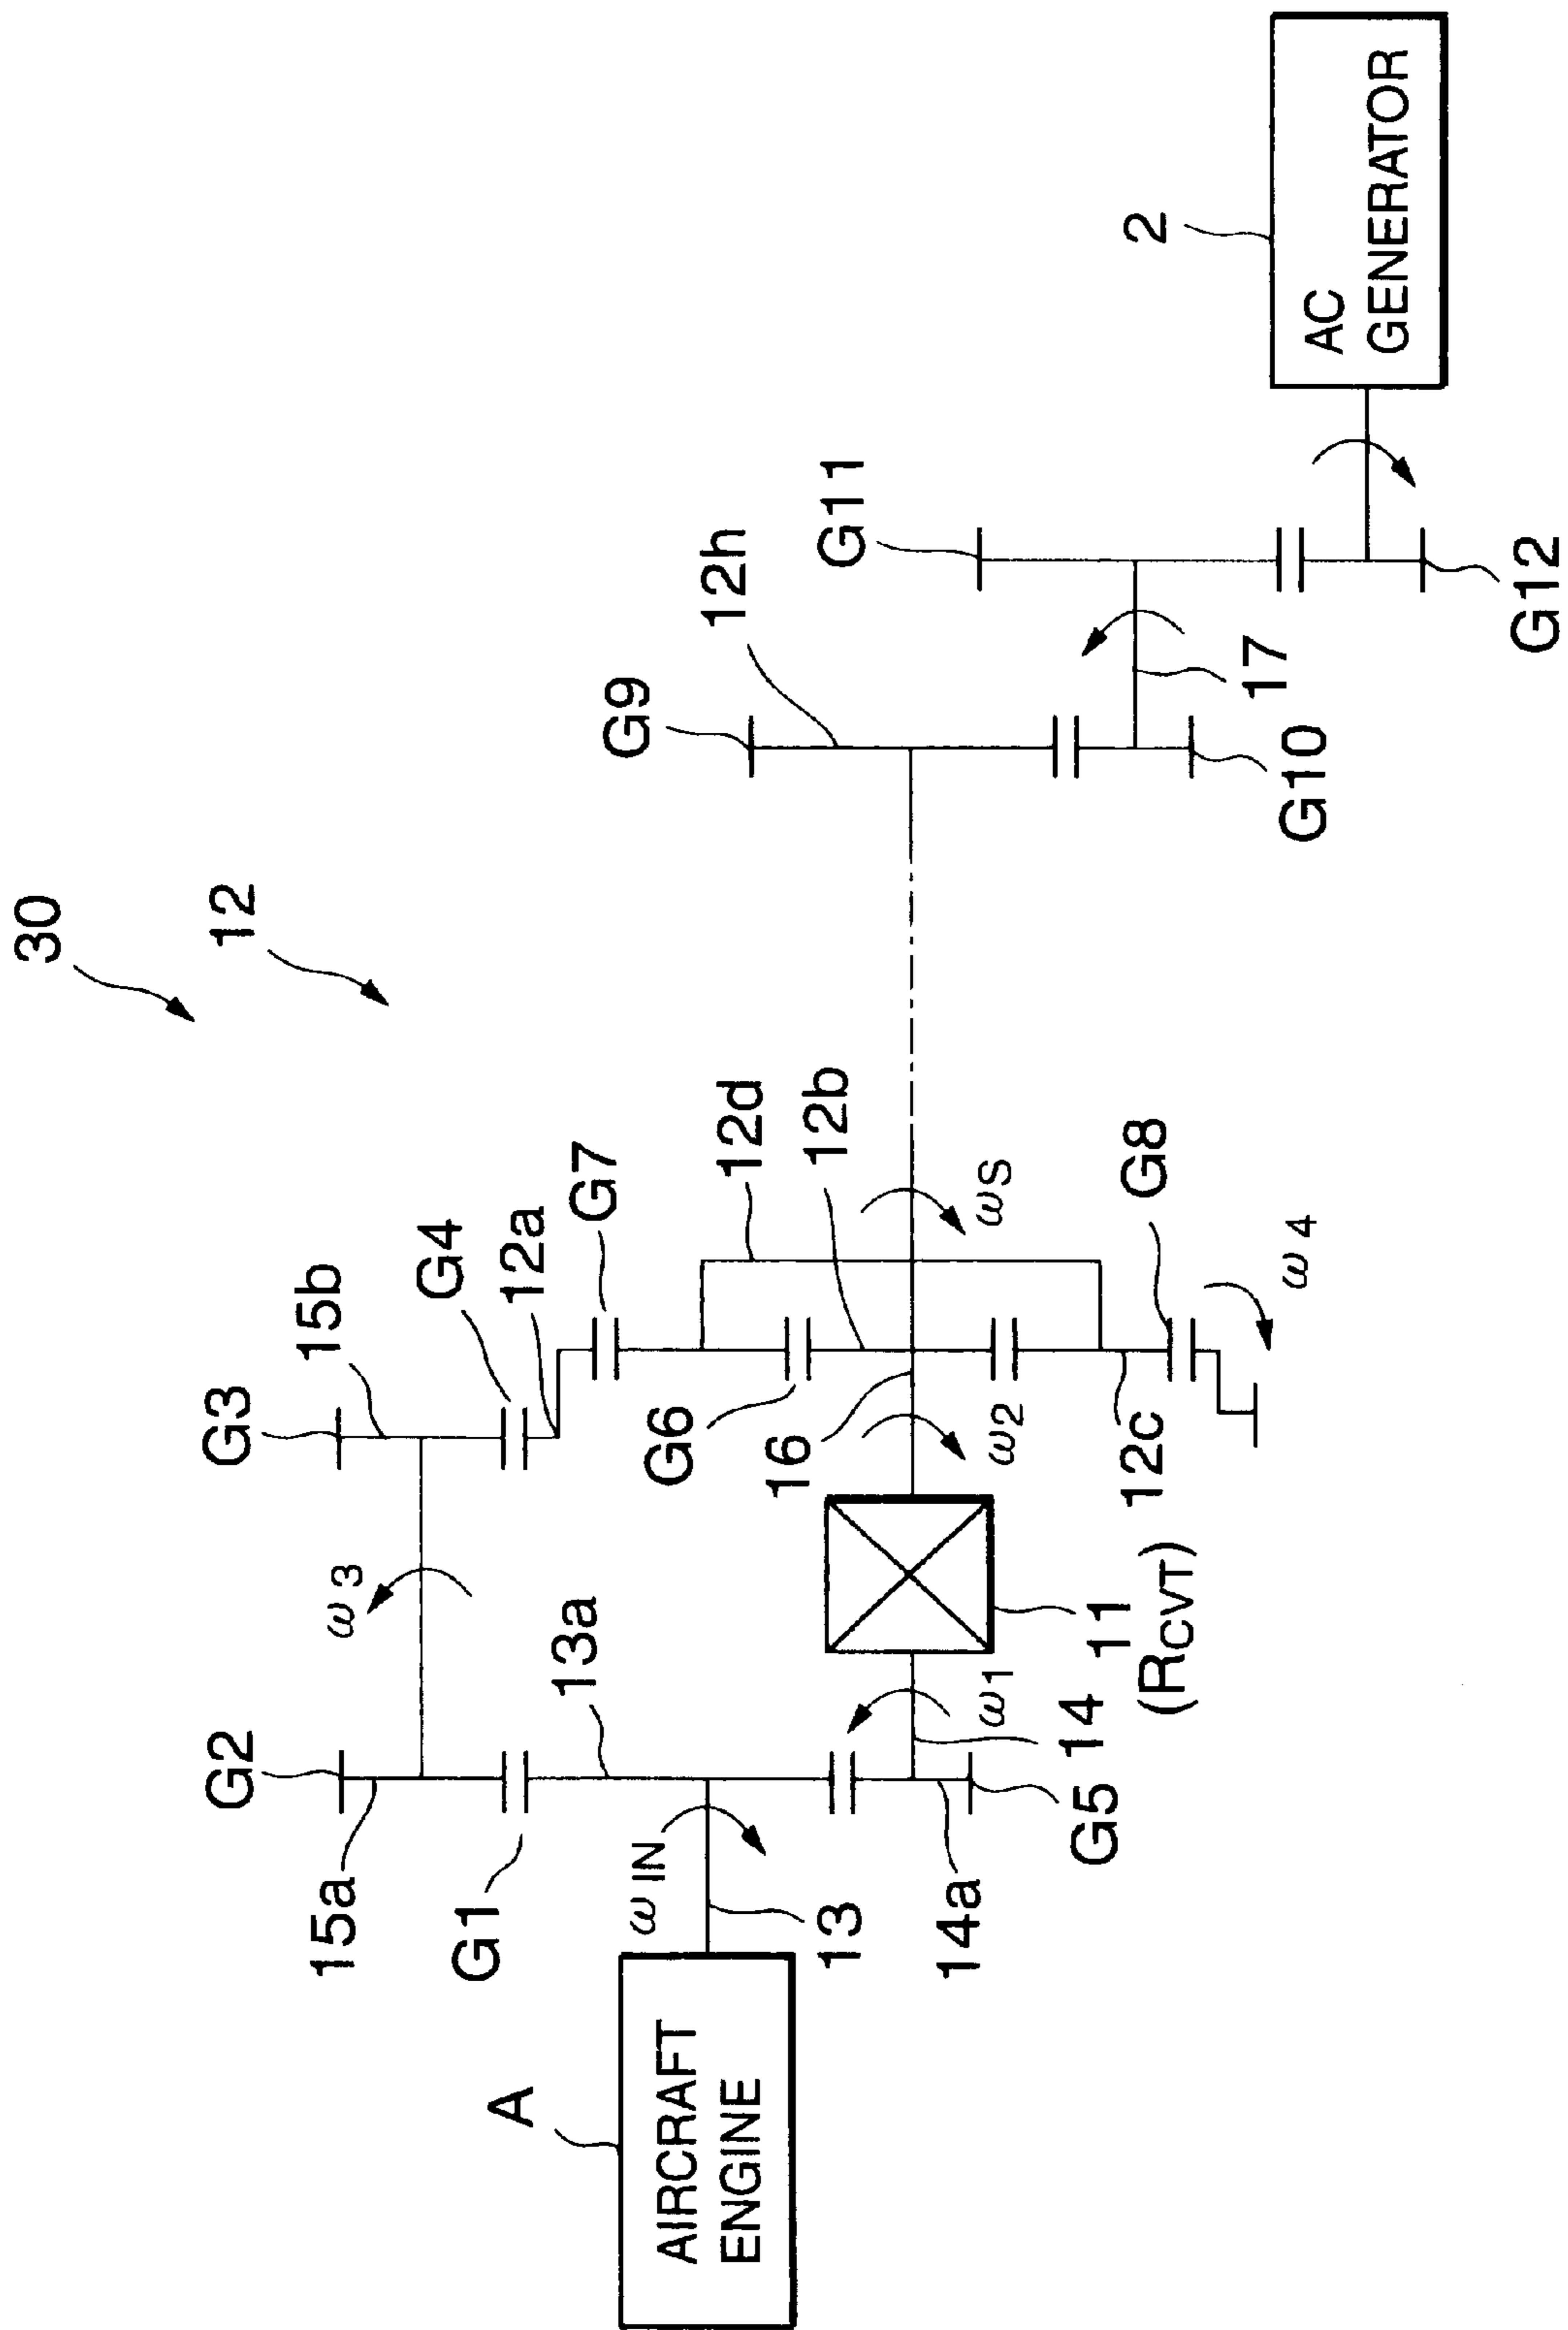 30
12
G2
15a
G1
ω3
G3
15b
G4
12a
G7
12d
12b
G9
12h
G11
2
AC
GENERATOR
A
AIRCRAFT
ENGINE
ωIN
13
13a
14a
G5
ω1
14
11
(RCVT)
G6
16
ω2
12c
ωS
G8
ω4
G10
17
G12